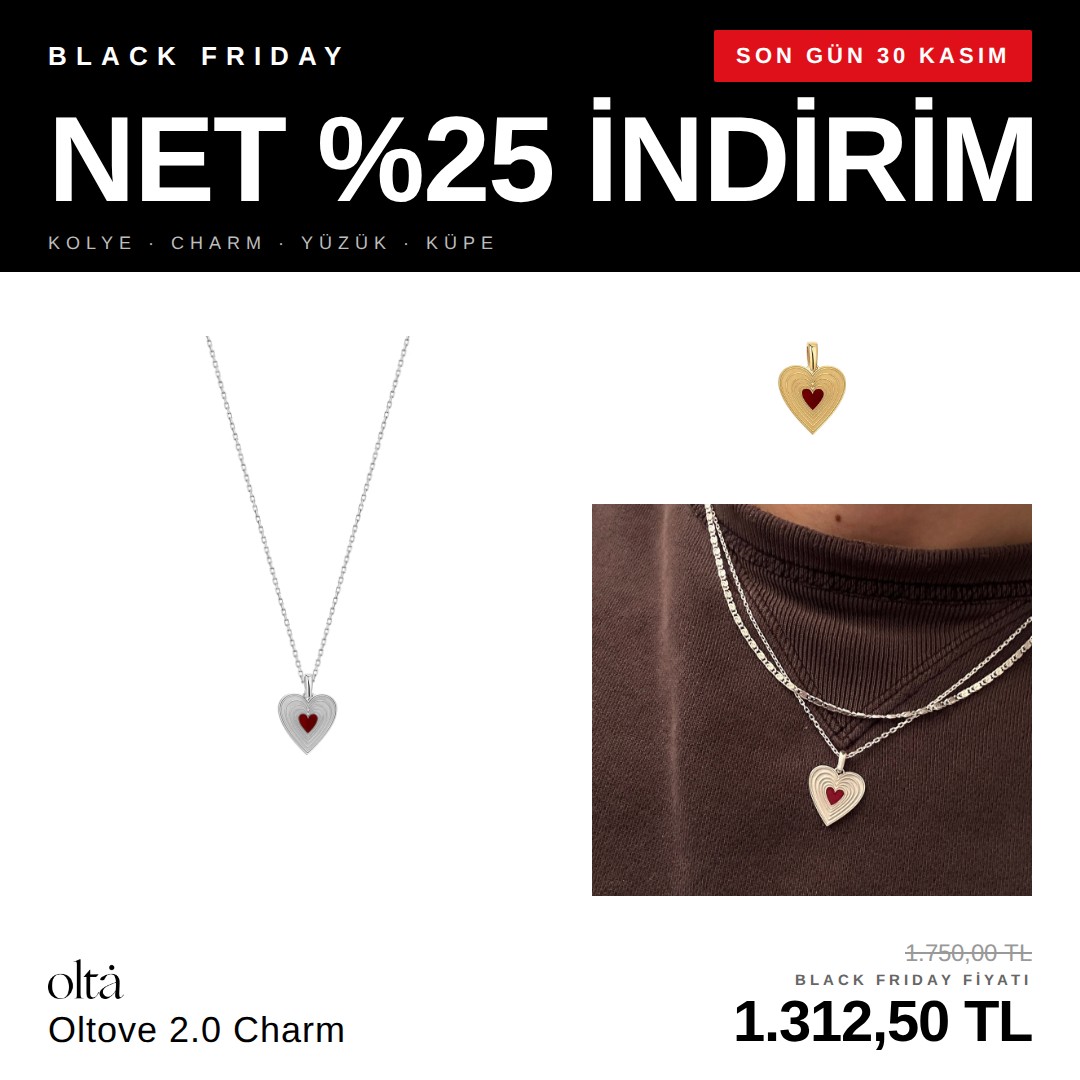 BLACK FRIDAY
SON GÜN 30 KASIM
NET %25 İNDİRİM
KOLYE · CHARM · YÜZÜK · KÜPE
olta
Oltove 2.0 Charm
1.750,00 TL
BLACK FRIDAY FİYATI
1.312,50 TL